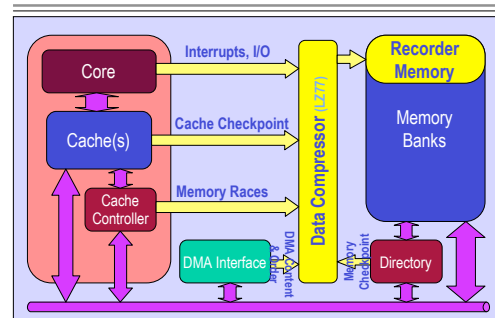 Interrupts, I/O
Core
Recorder
Memory
Cache(s)
Cache Checkpoint
Data Compressor (LZ77)
Memory
Banks
Cache
Controller
Memory Races
DMA Interface
DMA Content
& Order
Memory
Checkpoint
Directory